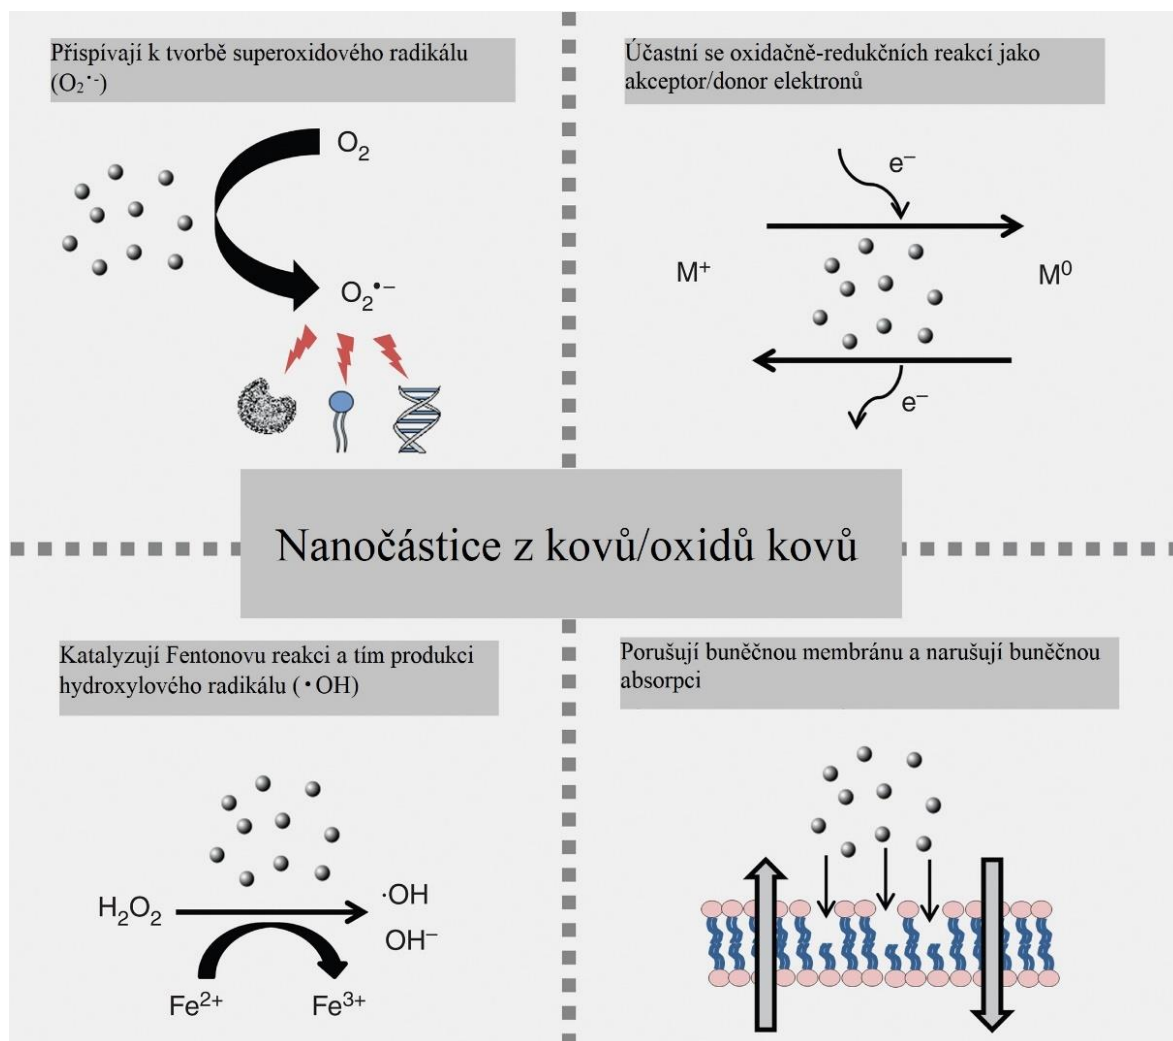 Přispívají k tvorbě superoxidového radikálu
(O₂•-)
O₂
O₂•−
Účastní se oxidačně-redukčních reakcí jako
akceptor/donor elektronů
e−
M⁺
M⁰
e−
Nanočástice z kovů/oxidů kovů
Katalyzují Fentonovu reakci a tím produkci
hydroxylového radikálu (•OH)
H₂O₂
·OH
OH−
Fe²⁺
Fe³⁺
Porušují buněčnou membránu a narušují buněčnou
absorpci